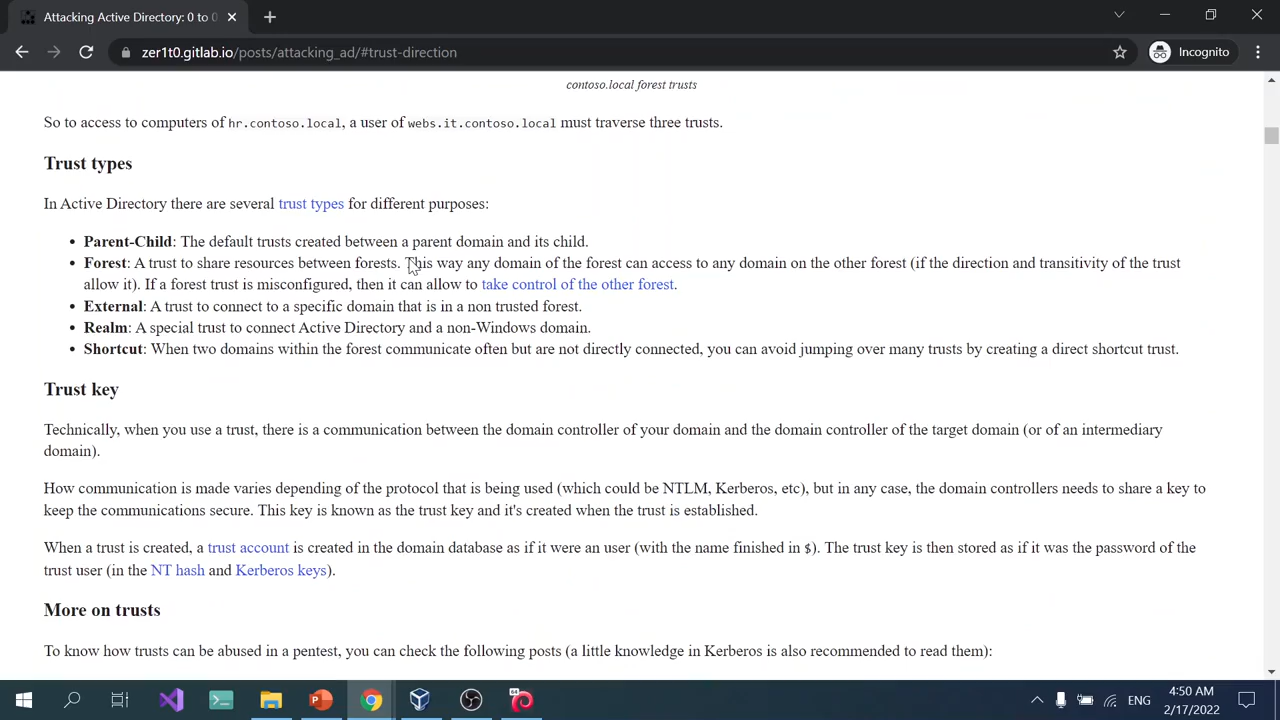 Attacking Active Directory: 0 to 0
zer1t0.gitlab.io/posts/attacking_ad/#trust-direction
Incognito
contoso.local forest trusts
So to access to computers of hr.contoso.local, a user of webs.it.contoso.local must traverse three trusts.
Trust types
In Active Directory there are several trust types for different purposes:
• Parent-Child: The default trusts created between a parent domain and its child.
• Forest: A trust to share resources between forests. This way any domain of the forest can access to any domain on the other forest (if the direction and transitivity of the trust
allow it). If a forest trust is misconfigured, then it can allow to take control of the other forest.
• External: A trust to connect to a specific domain that is in a non trusted forest.
• Realm: A special trust to connect Active Directory and a non-Windows domain.
• Shortcut: When two domains within the forest communicate often but are not directly connected, you can avoid jumping over many trusts by creating a direct shortcut trust.
Trust key
Technically, when you use a trust, there is a communication between the domain controller of your domain and the domain controller of the target domain (or of an intermediary
domain).
How communication is made varies depending of the protocol that is being used (which could be NTLM, Kerberos, etc), but in any case, the domain controllers needs to share a key to
keep the communications secure. This key is known as the trust key and it's created when the trust is established.
When a trust is created, a trust account is created in the domain database as if it were an user (with the name finished in $). The trust key is then stored as if it was the password of the
trust user (in the NT hash and Kerberos keys).
More on trusts
To know how trusts can be abused in a pentest, you can check the following posts (a little knowledge in Kerberos is also recommended to read them):
64
ENG
4:50 AM
2/17/2022